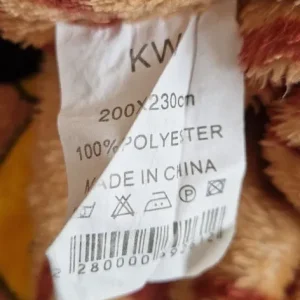 KW
200X230cm
100% POLYESTER
MADE IN CHINA